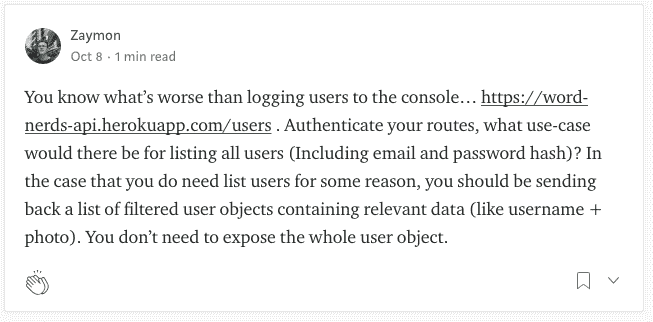 Zaymon
Oct 8 · 1 min read
You know what’s worse than logging users to the console… https://word-
nerds-api.herokuapp.com/users . Authenticate your routes, what use-case
would there be for listing all users (Including email and password hash)? In
the case that you do need list users for some reason, you should be sending
back a list of filtered user objects containing relevant data (like username +
photo). You don’t need to expose the whole user object.